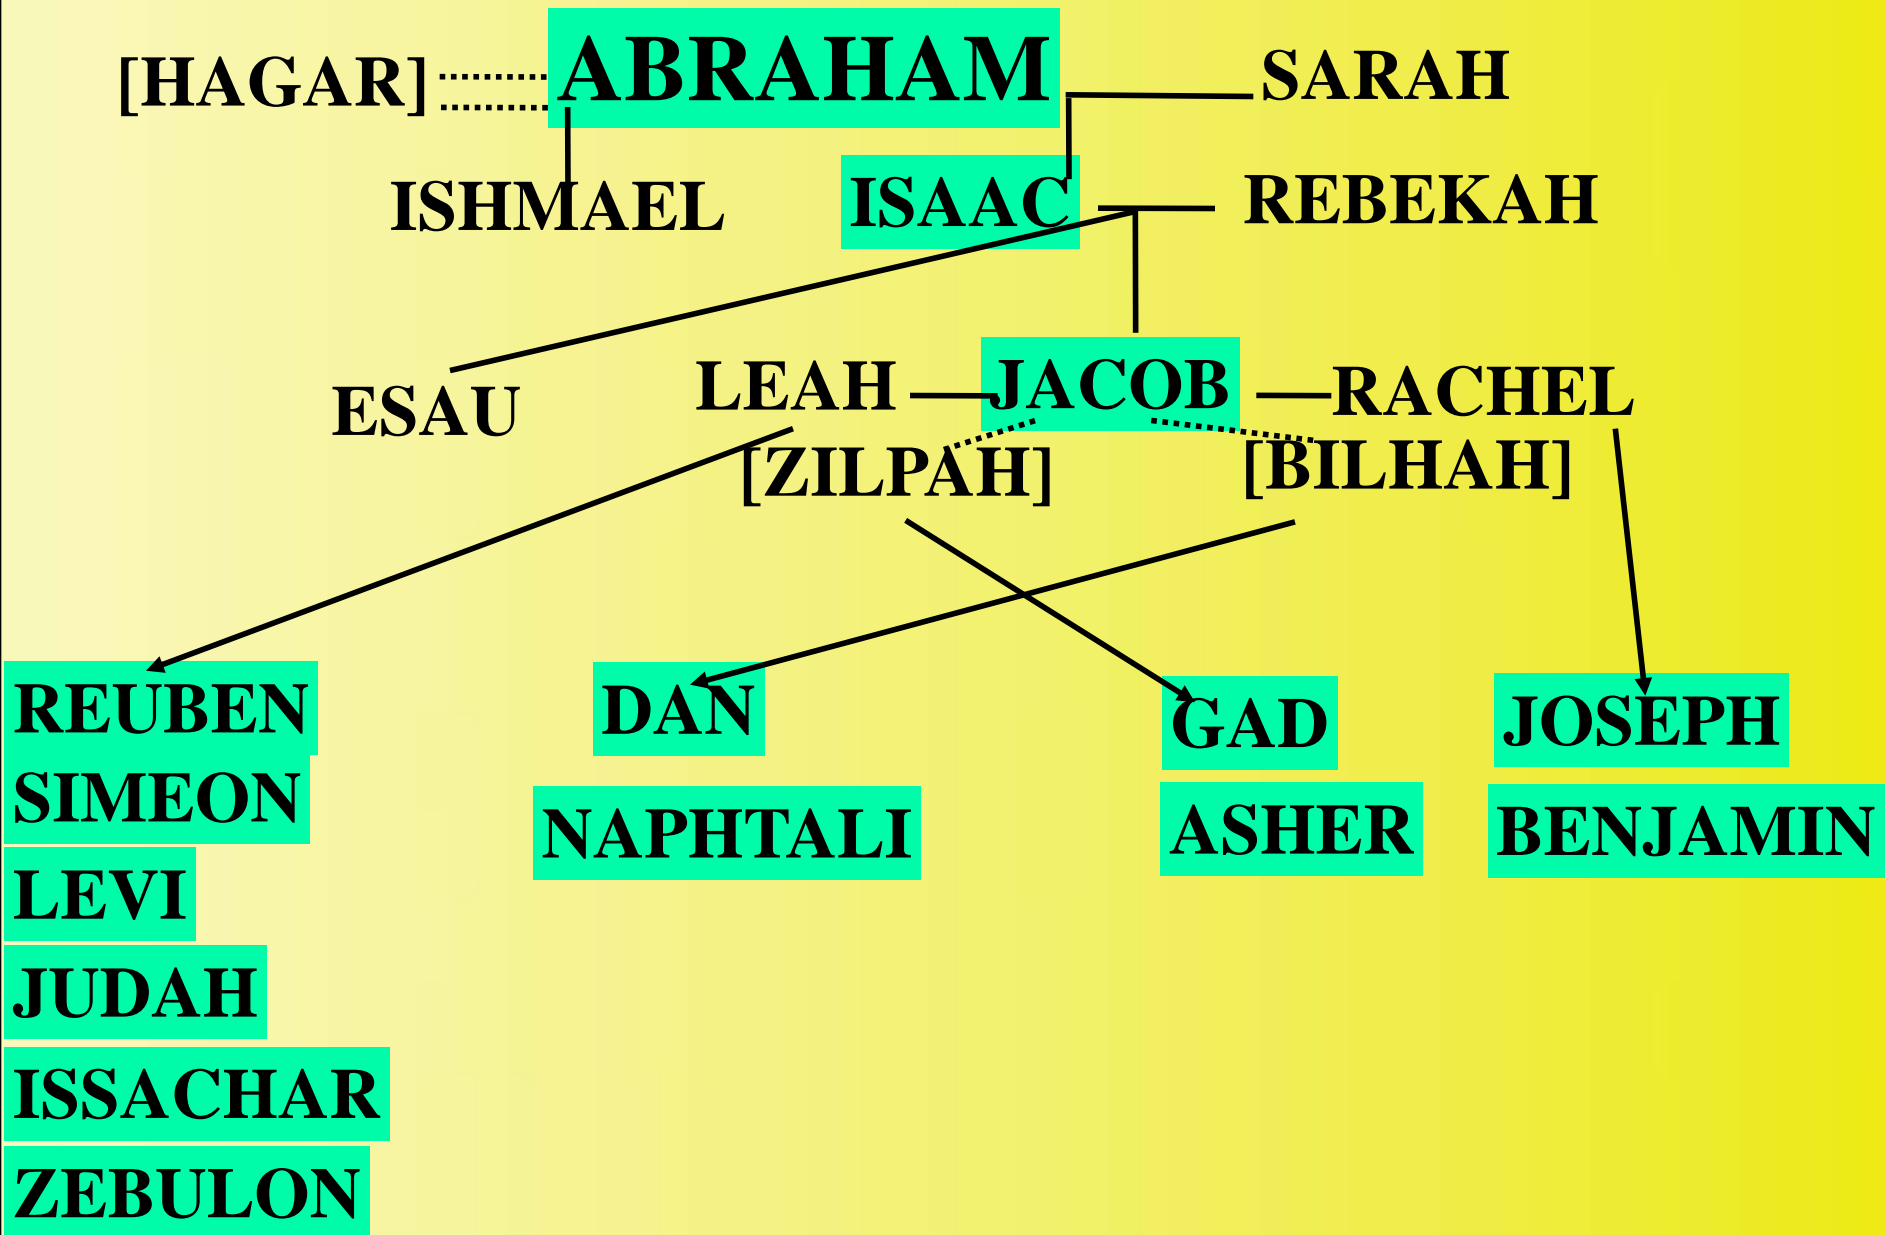 [HAGAR] ABRAHAM SARAH
ISHMAEL ISAAC REBEKAH
ESAU LEAH JACOB RACHEL
[ZILPAH] [BILHAH]
REUBEN DAN GAD JOSEPH
SIMEON NAPHTALI ASHER BENJAMIN
LEVI
JUDAH
ISSACHAR
ZEBULON